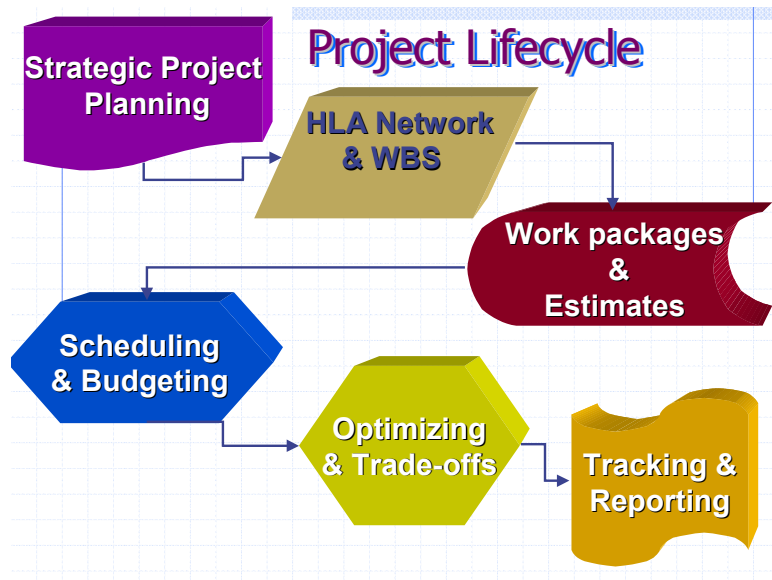 Project Lifecycle
Strategic Project
Planning
HLA Network
& WBS
Work packages
&
Estimates
Scheduling
& Budgeting
Optimizing
& Trade-offs
Tracking &
Reporting